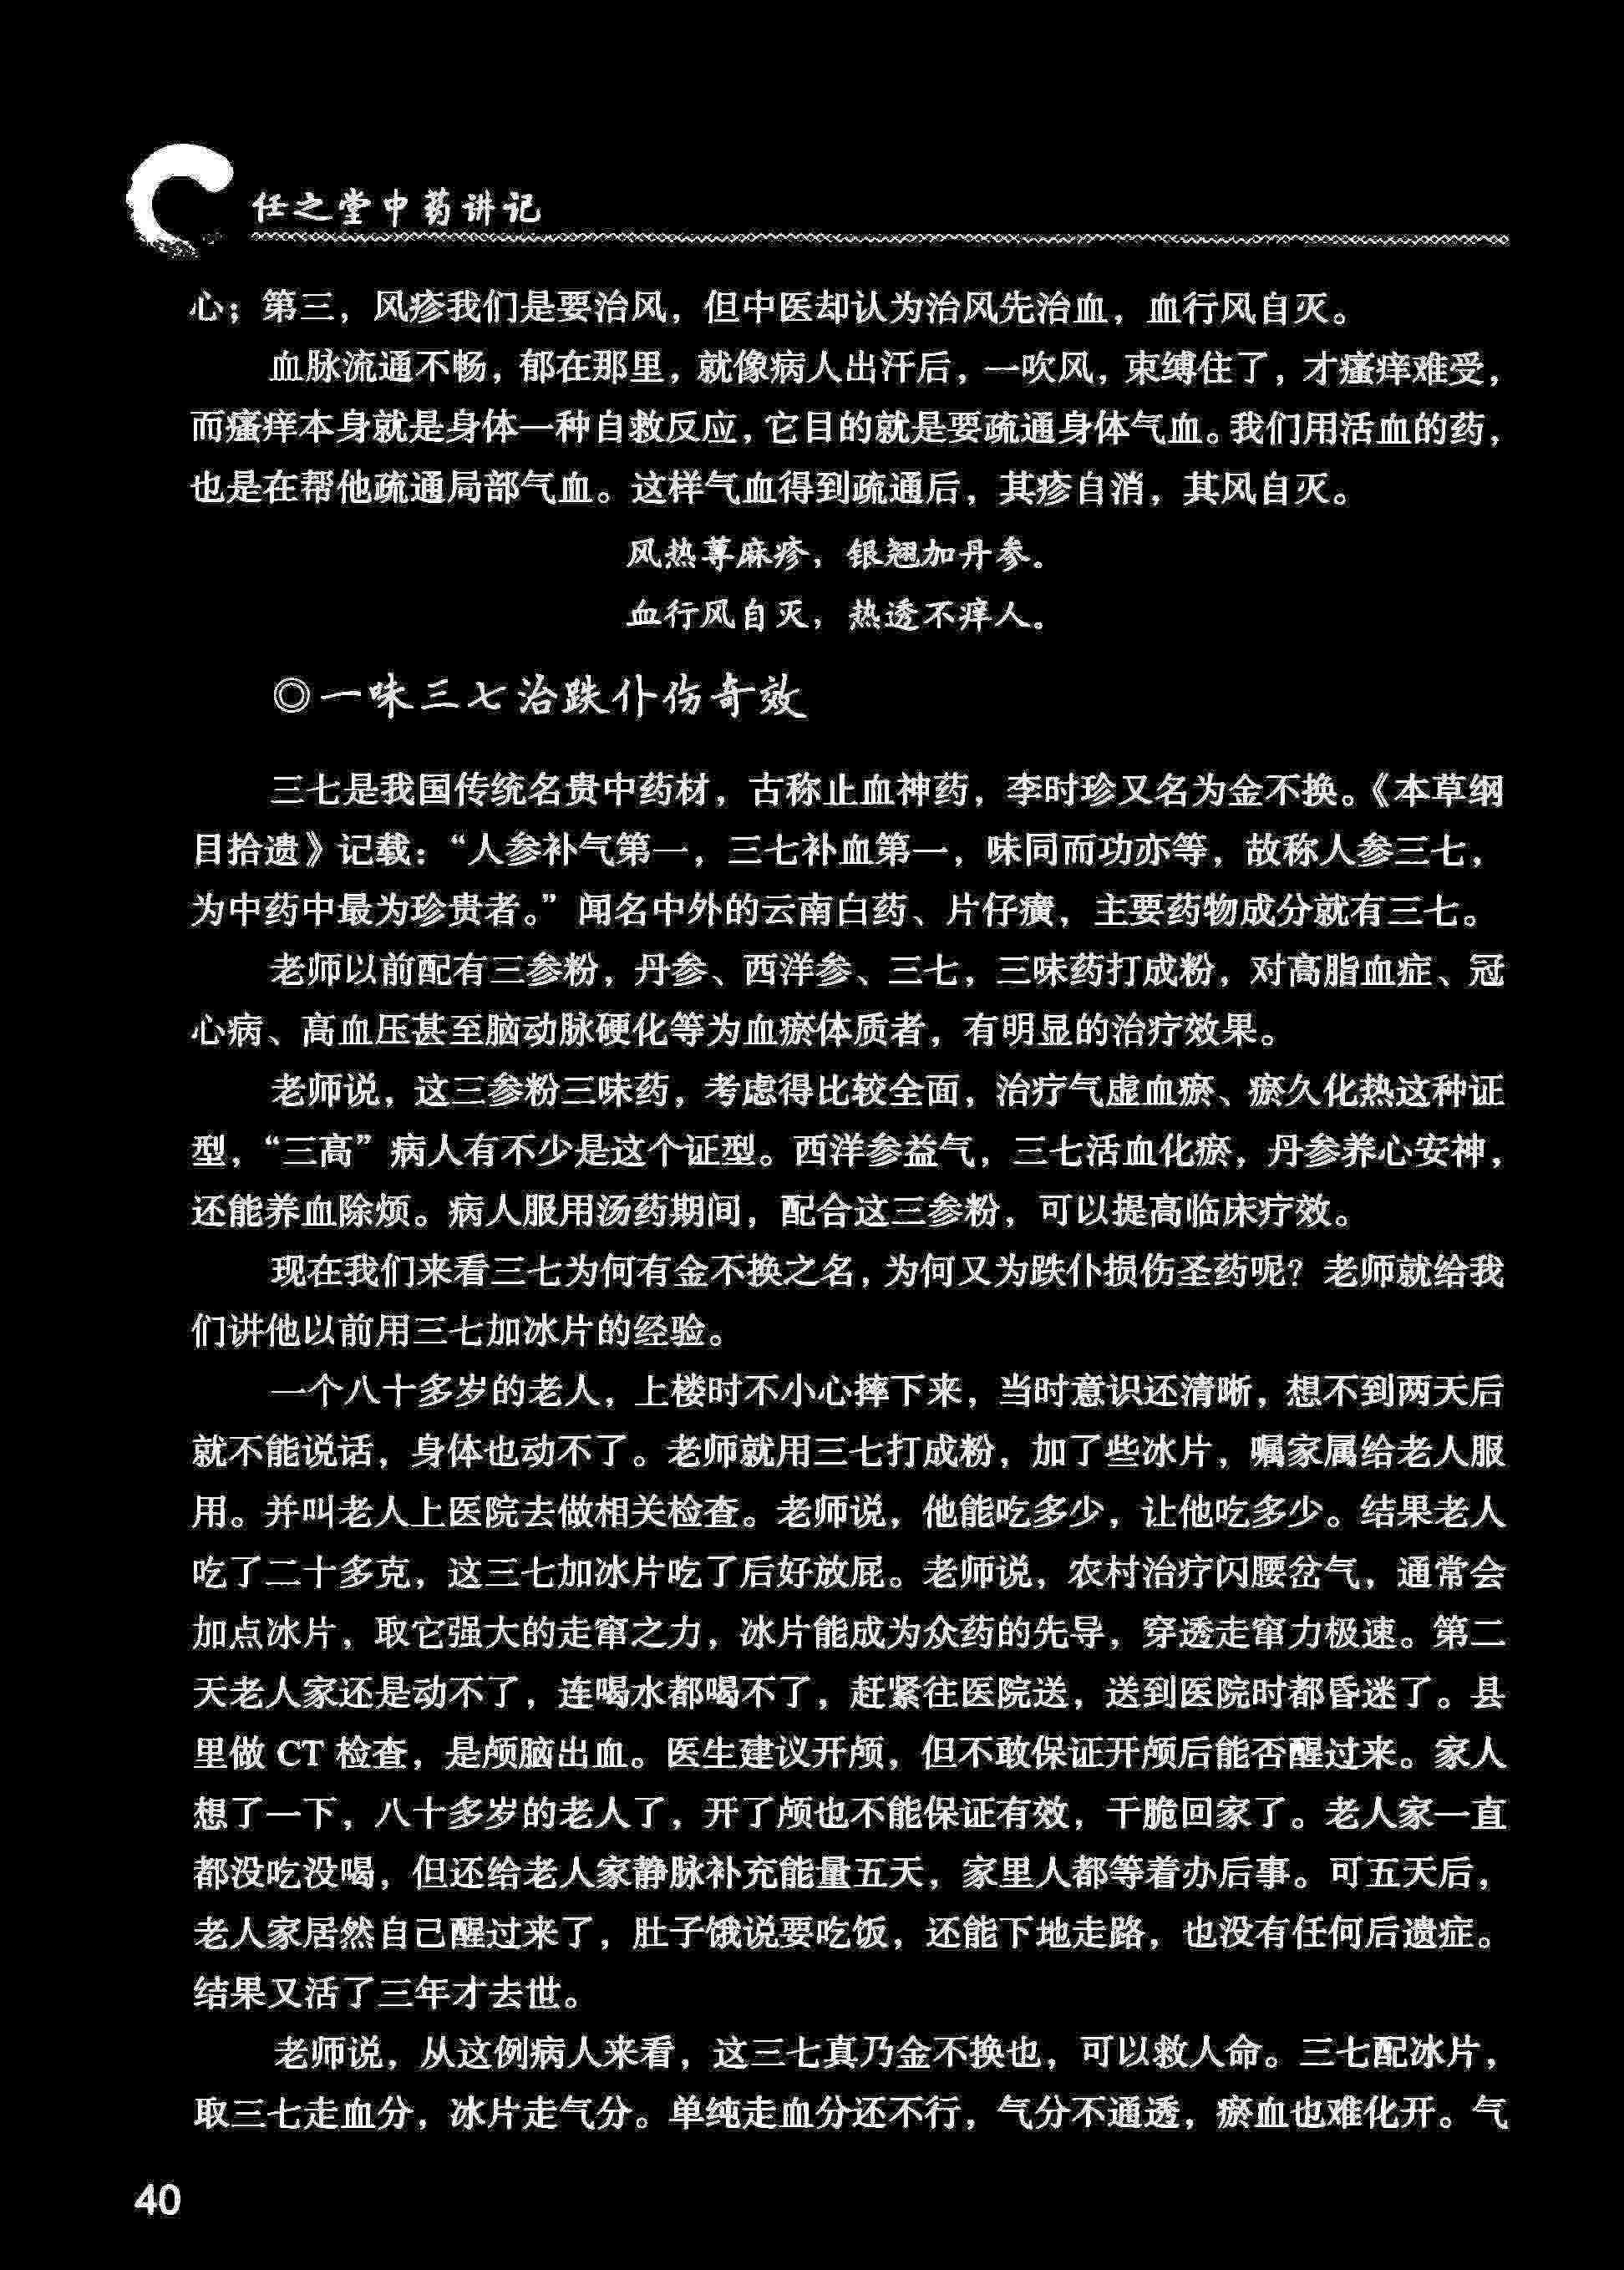 任之堂中药讲记
心；第三，风疹我们是要治风，但中医却认为治风先治血，血行风自灭。
血脉流通不畅，郁在那里，就像病人出汗后，一吹风，束缚住了，才瘙痒难受，
而瘙痒本身就是身体一种自救反应，它目的就是要疏通身体气血。我们用活血的药，
也是在帮他疏通局部气血。这样气血得到疏通后，其疹自消，其风自灭。
风热荨麻疹，银翘加丹参。
血行风自灭，热透不痒人。
◎一味三七治跌仆伤奇效
三七是我国传统名贵中药材，古称止血神药，李时珍又名为金不换。《本草纲
目拾遗》记载：“人参补气第一，三七补血第一，味同而功亦等，故称人参三七，
为中药中最为珍贵者。”闻名中外的云南白药、片仔癀，主要药物成分就有三七。
老师以前配有三参粉，丹参、西洋参、三七，三味药打成粉，对高脂血症、冠
心病、高血压甚至脑动脉硬化等为血瘀体质者，有明显的治疗效果。
老师说，这三参粉三味药，考虑得比较全面，治疗气虚血瘀、瘀久化热这种证
型，“三高”病人有不少是这个证型。西洋参益气，三七活血化瘀，丹参养心安神，
还能养血除烦。病人服用汤药期间，配合这三参粉，可以提高临床疗效。
现在我们来看三七为何有金不换之名，为何又为跌仆损伤圣药呢？老师就给我
们讲他以前用三七加冰片的经验。
一个八十多岁的老人，上楼时不小心摔下来，当时意识还清晰，想不到两天后
就不能说话，身体也动不了。老师就用三七打成粉，加了些冰片，嘱家属给老人服
用。并叫老人上医院去做相关检查。老师说，他能吃多少，让他吃多少。结果老人
吃了二十多克，这三七加冰片吃了后好放屁。老师说，农村治疗闪腰岔气，通常会
加点冰片，取它强大的走窜之力，冰片能成为众药的先导，穿透走窜力极速。第二
天老人家还是动不了，连喝水都喝不了，赶紧往医院送，送到医院时都昏迷了。县
里做 CT 检查，是颅脑出血。医生建议开颅，但不敢保证开颅后能否醒过来。家人
想了一下，八十多岁的老人了，开了颅也不能保证有效，干脆回家了。老人家一直
都没吃没喝，但还给老人家静脉补充能量五天，家里人都等着办后事。可五天后，
老人家居然自己醒过来了，肚子饿说要吃饭，还能下地走路，也没有任何后遗症。
结果又活了三年才去世。
老师说，从这例病人来看，这三七真乃金不换也，可以救人命。三七配冰片，
取三七走血分，冰片走气分。单纯走血分还不行，气分不通透，瘀血也难化开。气
40